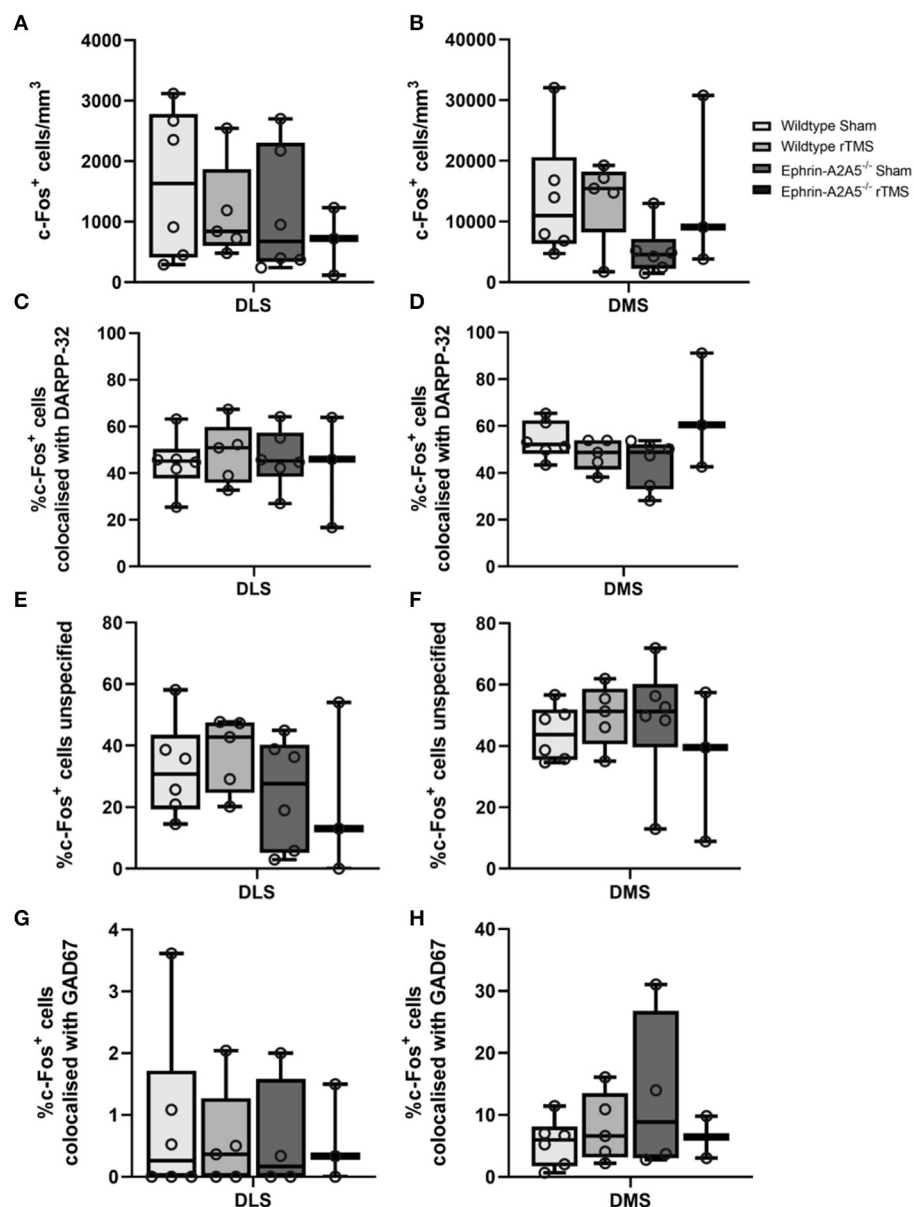 A
c-Fos+ cells/mm3
4000
3000
2000
1000
0
DLS
B
c-Fos+ cells/mm3
40000
30000
20000
10000
0
DMS
Wildtype Sham
Wildtype rTMS
Ephrin-A2A5-/- Sham
Ephrin-A2A5-/- rTMS
C
%c-Fos+ cells
colocalised with DARPP-32
100
80
60
40
20
0
DLS
D
%c-Fos+ cells
colocalised with DARPP-32
100
80
60
40
20
0
DMS
E
%c-Fos+ cells unspecified
80
60
40
20
0
DLS
F
%c-Fos+ cells unspecified
80
60
40
20
0
DMS
G
%c-Fos+ cells
colocalised with GAD67
4
3
2
1
0
DLS
H
%c-Fos+ cells
colocalised with GAD67
40
30
20
10
0
DMS